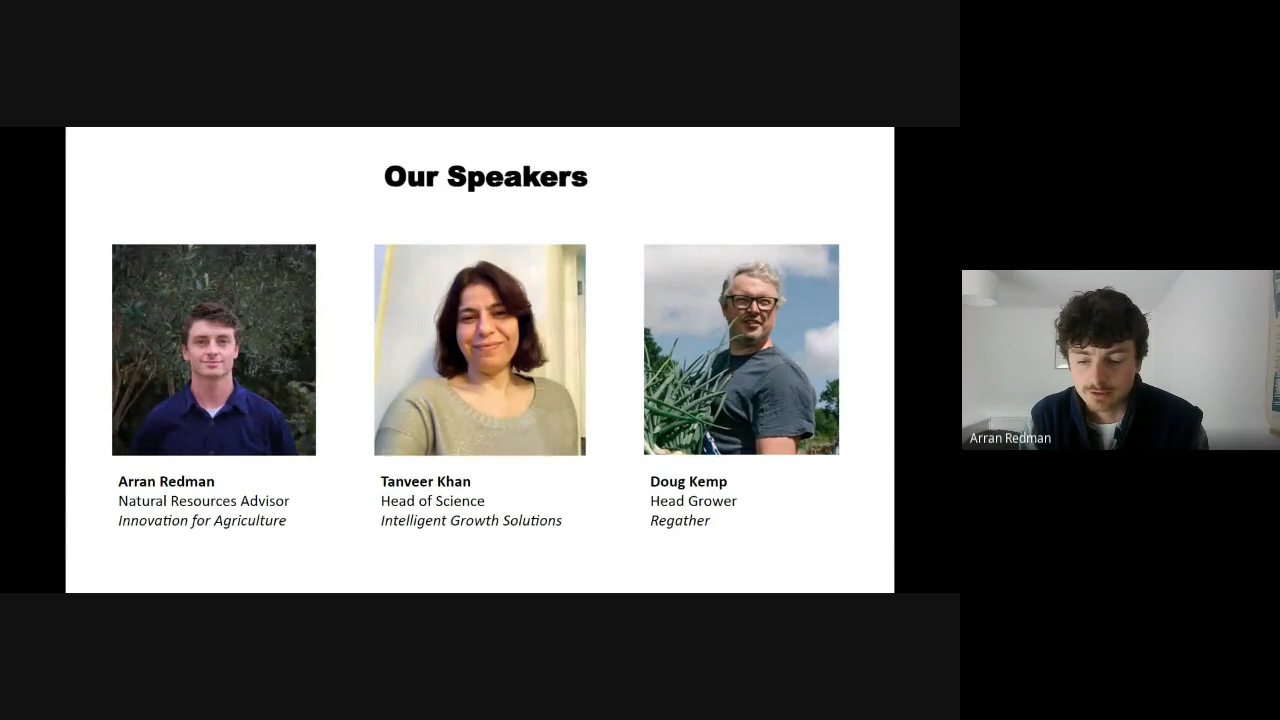 Our Speakers
Arran Redman
Natural Resources Advisor
Innovation for Agriculture
Tanveer Khan
Head of Science
Intelligent Growth Solutions
Doug Kemp
Head Grower
Regather
Arran Redman